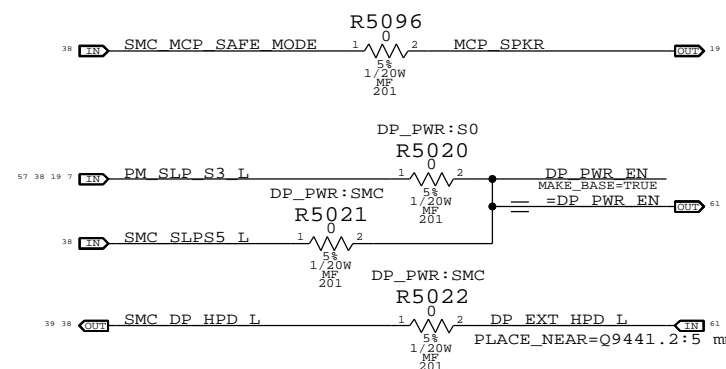 R5096
0
38 IN SMC_MCP_SAFE_MODE 1 2 MCP_SPKR OUT 19
5%
1/20W
MF
201
DP_PWR:S0
R5020
0
57 38 19 7 IN PM_SLP_S3_L 1 2 DP_PWR_EN
5%
1/20W
MF
201
MAKE_BASE=TRUE
=DP_PWR_EN OUT 61
DP_PWR:SMC
R5021
0
38 IN SMC_SLPS5_L 1 2
5%
1/20W
MF
201
DP_PWR:SMC
R5022
0
39 38 OUT SMC_DP_HPD_L 1 2 DP_EXT_HPD_L IN 61
5%
1/20W
MF
201
PLACE_NEAR=Q9441.2:5